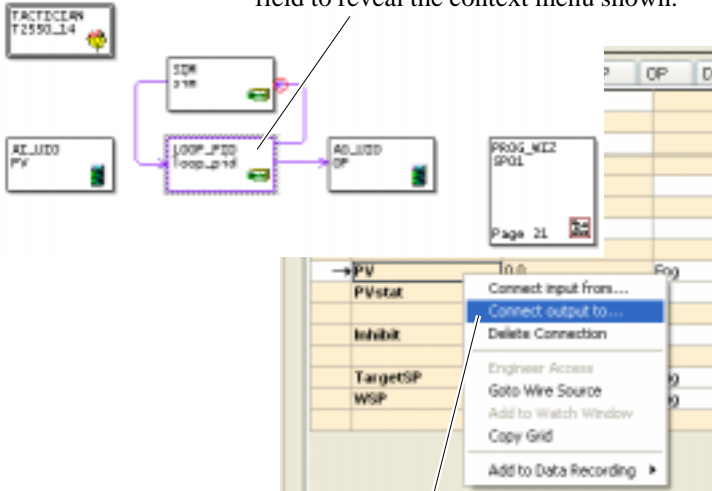 field to reveal the context menu shown.
TACTICIAN
T2550_14
SIM
sim
AI_UIO
PV
LOOP_PID
loop_pid
AO_UIO
OP
PROG_WIZ
SP01
Page 21
OP
PV 0.0 Eng
PVstat
Inhibit
TargetSP
WSP
Connect input from...
Connect output to...
Delete Connection
Engineer Access
Goto Wire Source
Add to Watch Window
Copy Grid
Add to Data Recording